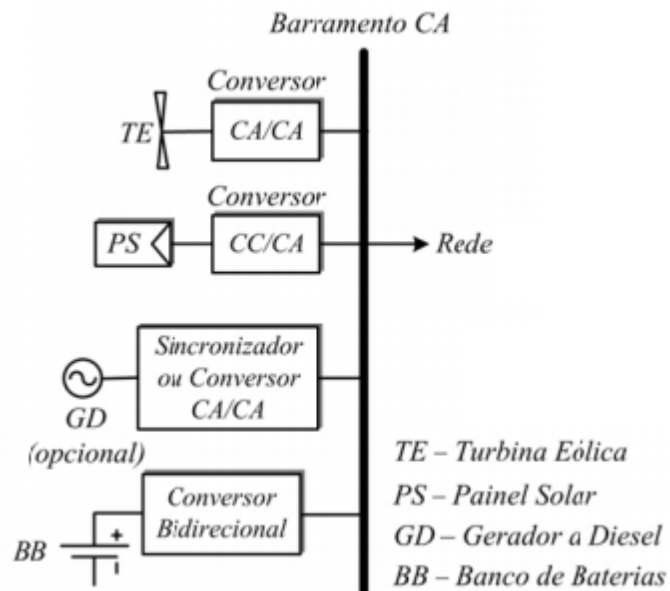 Barramento CA
Conversor
TE
CA/CA
Conversor
PS
CC/CA
Rede
Sincronizador
ou Conversor
CA/CA
GD
(opcional)
Conversor
Bidirecional
+
BB
TE – Turbina Eólica
PS – Painel Solar
GD – Gerador a Diesel
BB – Banco de Baterias